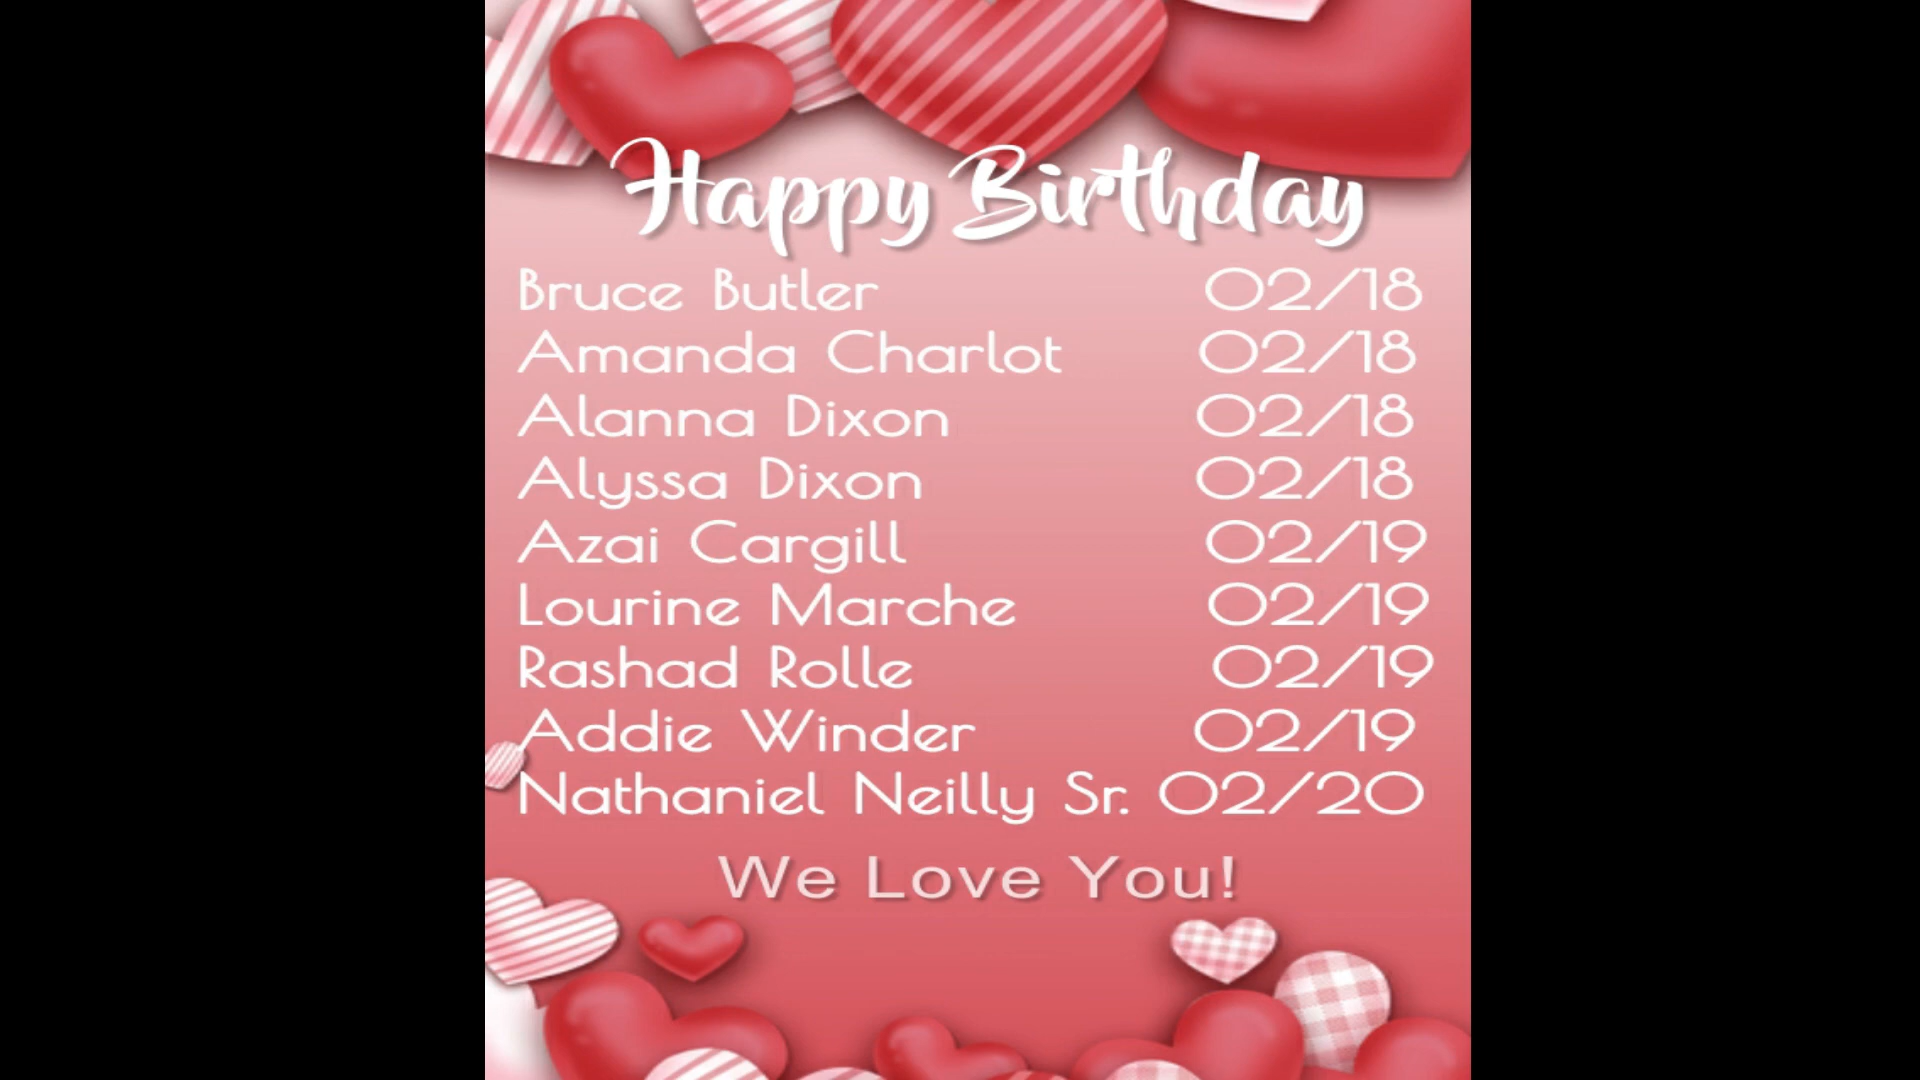 Happy Birthday
Bruce Butler 02/18
Amanda Charlot 02/18
Alanna Dixon 02/18
Alyssa Dixon 02/18
Azai Cargill 02/19
Lourine Marche 02/19
Rashad Rolle 02/19
Addie Winder 02/19
Nathaniel Neilly Sr. 02/20
We Love You!